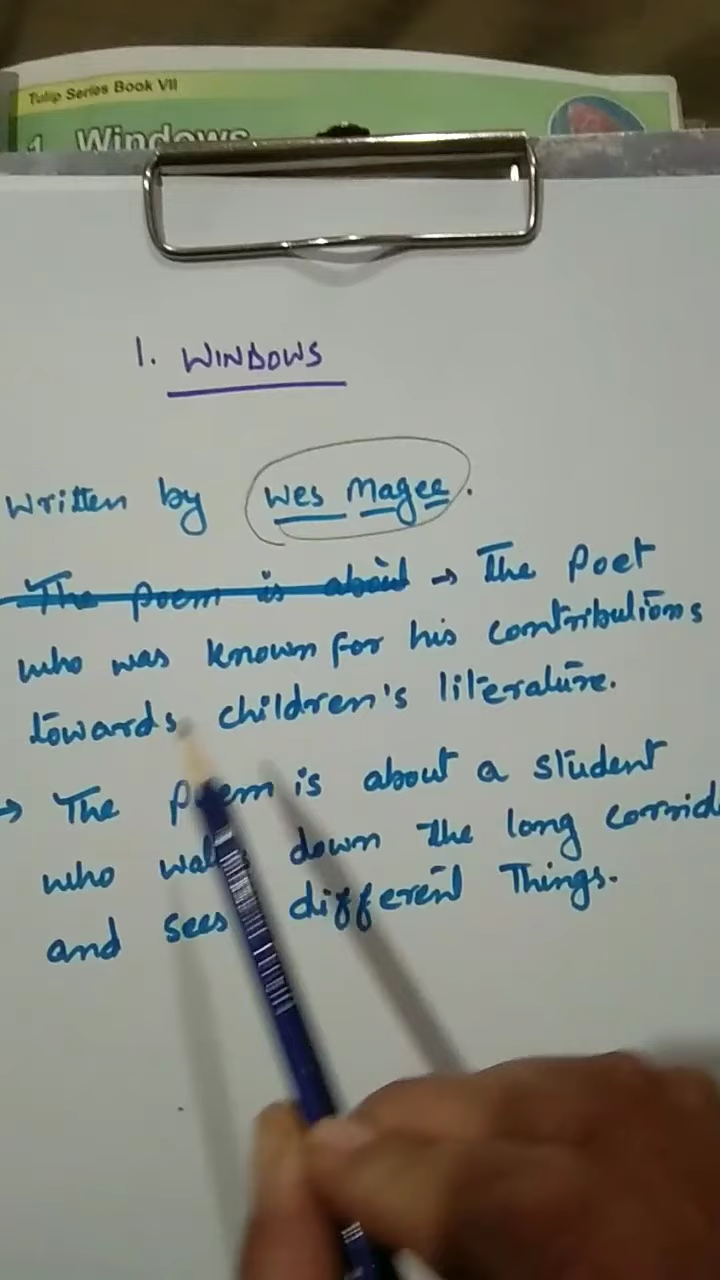 Tulip Series Book VII
1 Windows
1. WINDOWS
Written by Wes Magee.
The poem is about → The Poet
who was known for his contributions
towards children's literature.
→ The poem is about a student
who walks down the long corrid
and sees different Things.